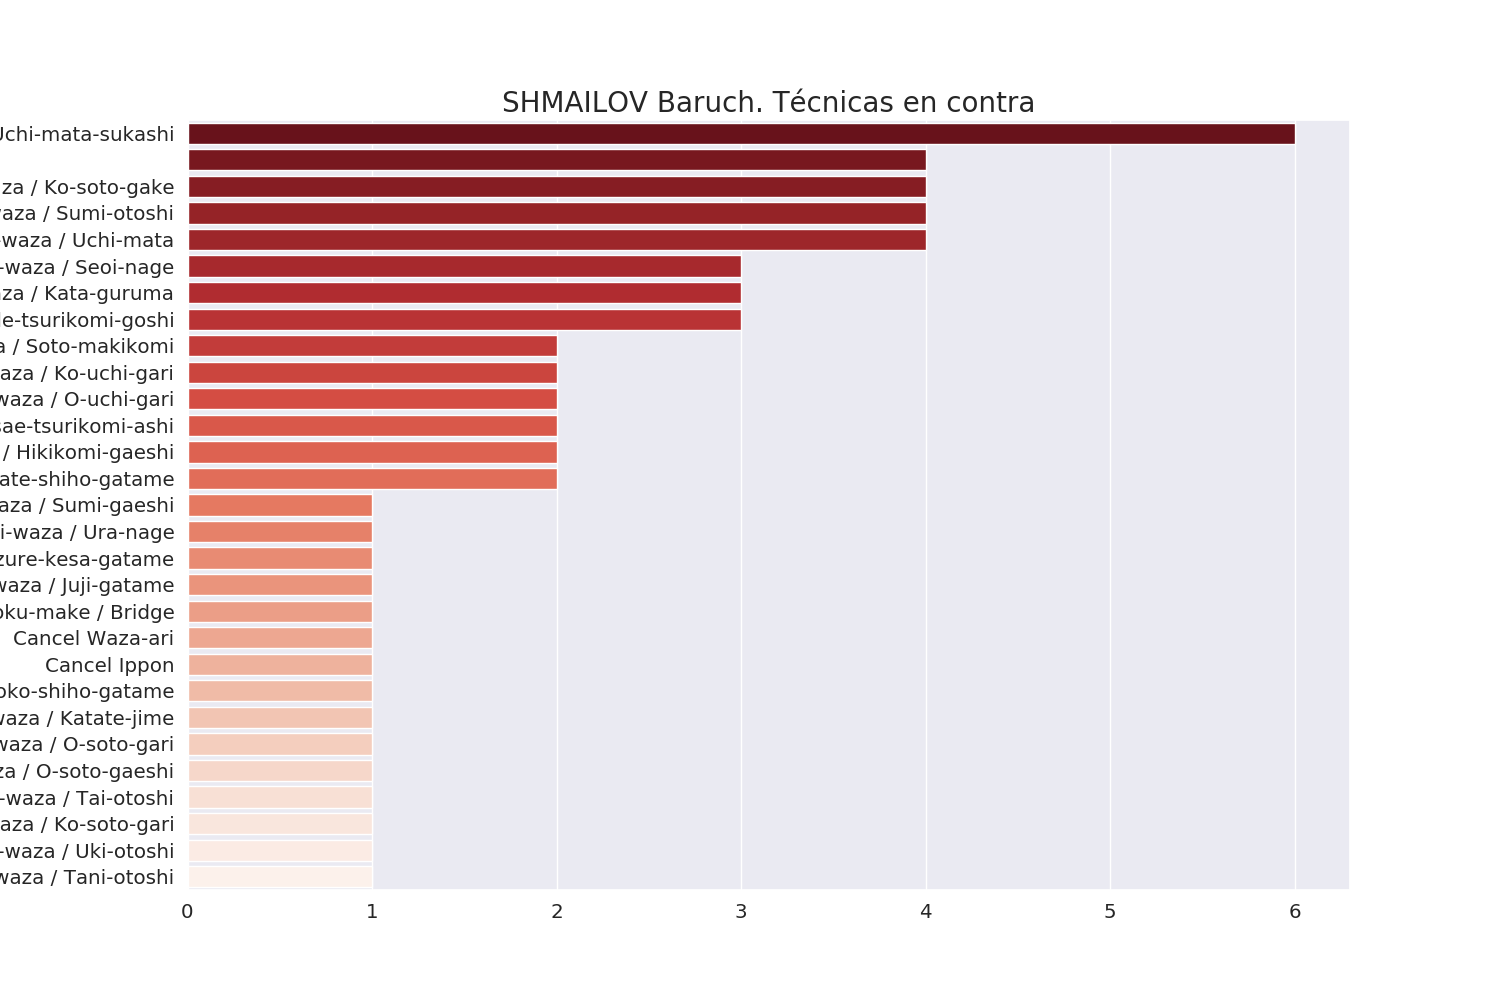 SHMAILOV Baruch. Técnicas en contra
Uchi-mata-sukashi
za / Ko-soto-gake
waza / Sumi-otoshi
-waza / Uchi-mata
-waza / Seoi-nage
za / Kata-guruma
de-tsurikomi-goshi
a / Soto-makikomi
aza / Ko-uchi-gari
waza / O-uchi-gari
sae-tsurikomi-ashi
/ Hikikomi-gaeshi
ate-shiho-gatame
aza / Sumi-gaeshi
i-waza / Ura-nage
zure-kesa-gatame
waza / Juji-gatame
oku-make / Bridge
Cancel Waza-ari
Cancel Ippon
oko-shiho-gatame
waza / Katate-jime
waza / O-soto-gari
za / O-soto-gaeshi
-waza / Tai-otoshi
aza / Ko-soto-gari
-waza / Uki-otoshi
waza / Tani-otoshi
0 1 2 3 4 5 6